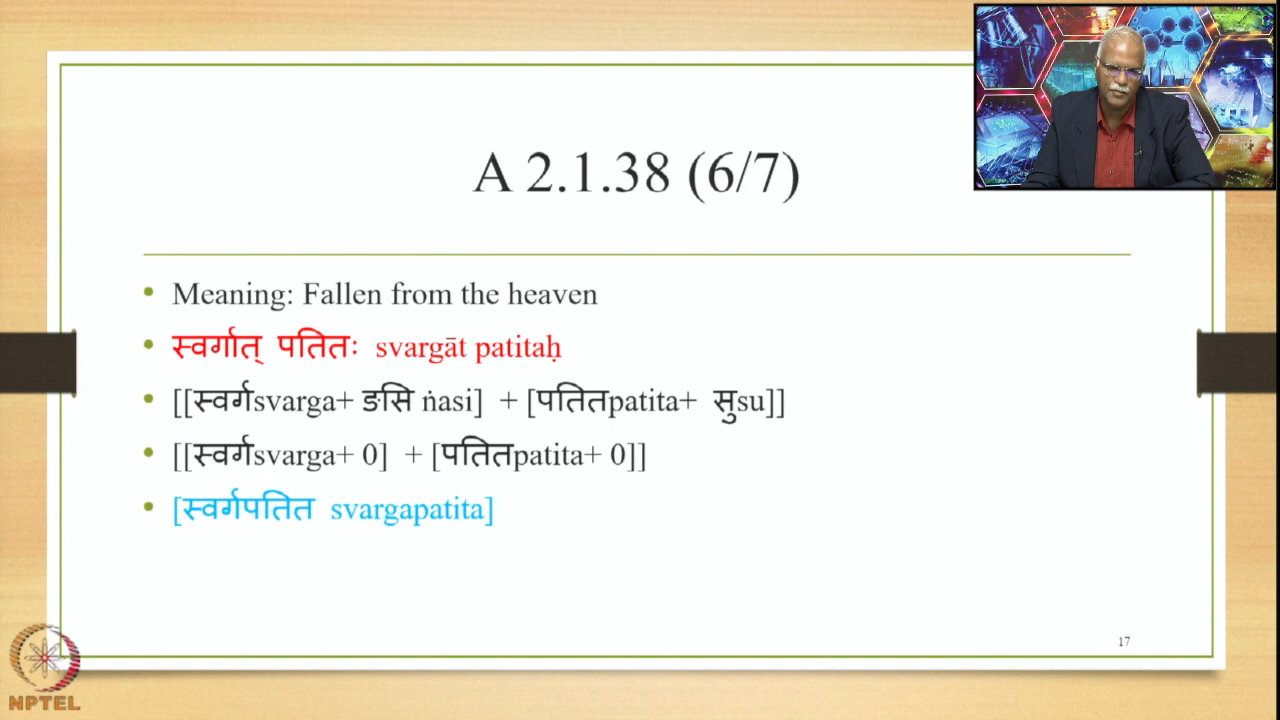 A 2.1.38 (6/7)
• Meaning: Fallen from the heaven
• स्वर्गात् पतितः svargāt patitaḥ
• [[स्वर्गsvarga+ ङसि ṅasi] + [पतितpatita+ सुsu]]
• [[स्वर्गsvarga+ 0] + [पतितpatita+ 0]]
• [स्वर्गपतित svargapatita]
17
NPTEL